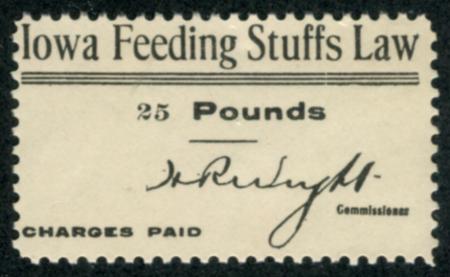 Iowa Feeding Stuffs Law
25 Pounds
Commissioner
CHARGES PAID